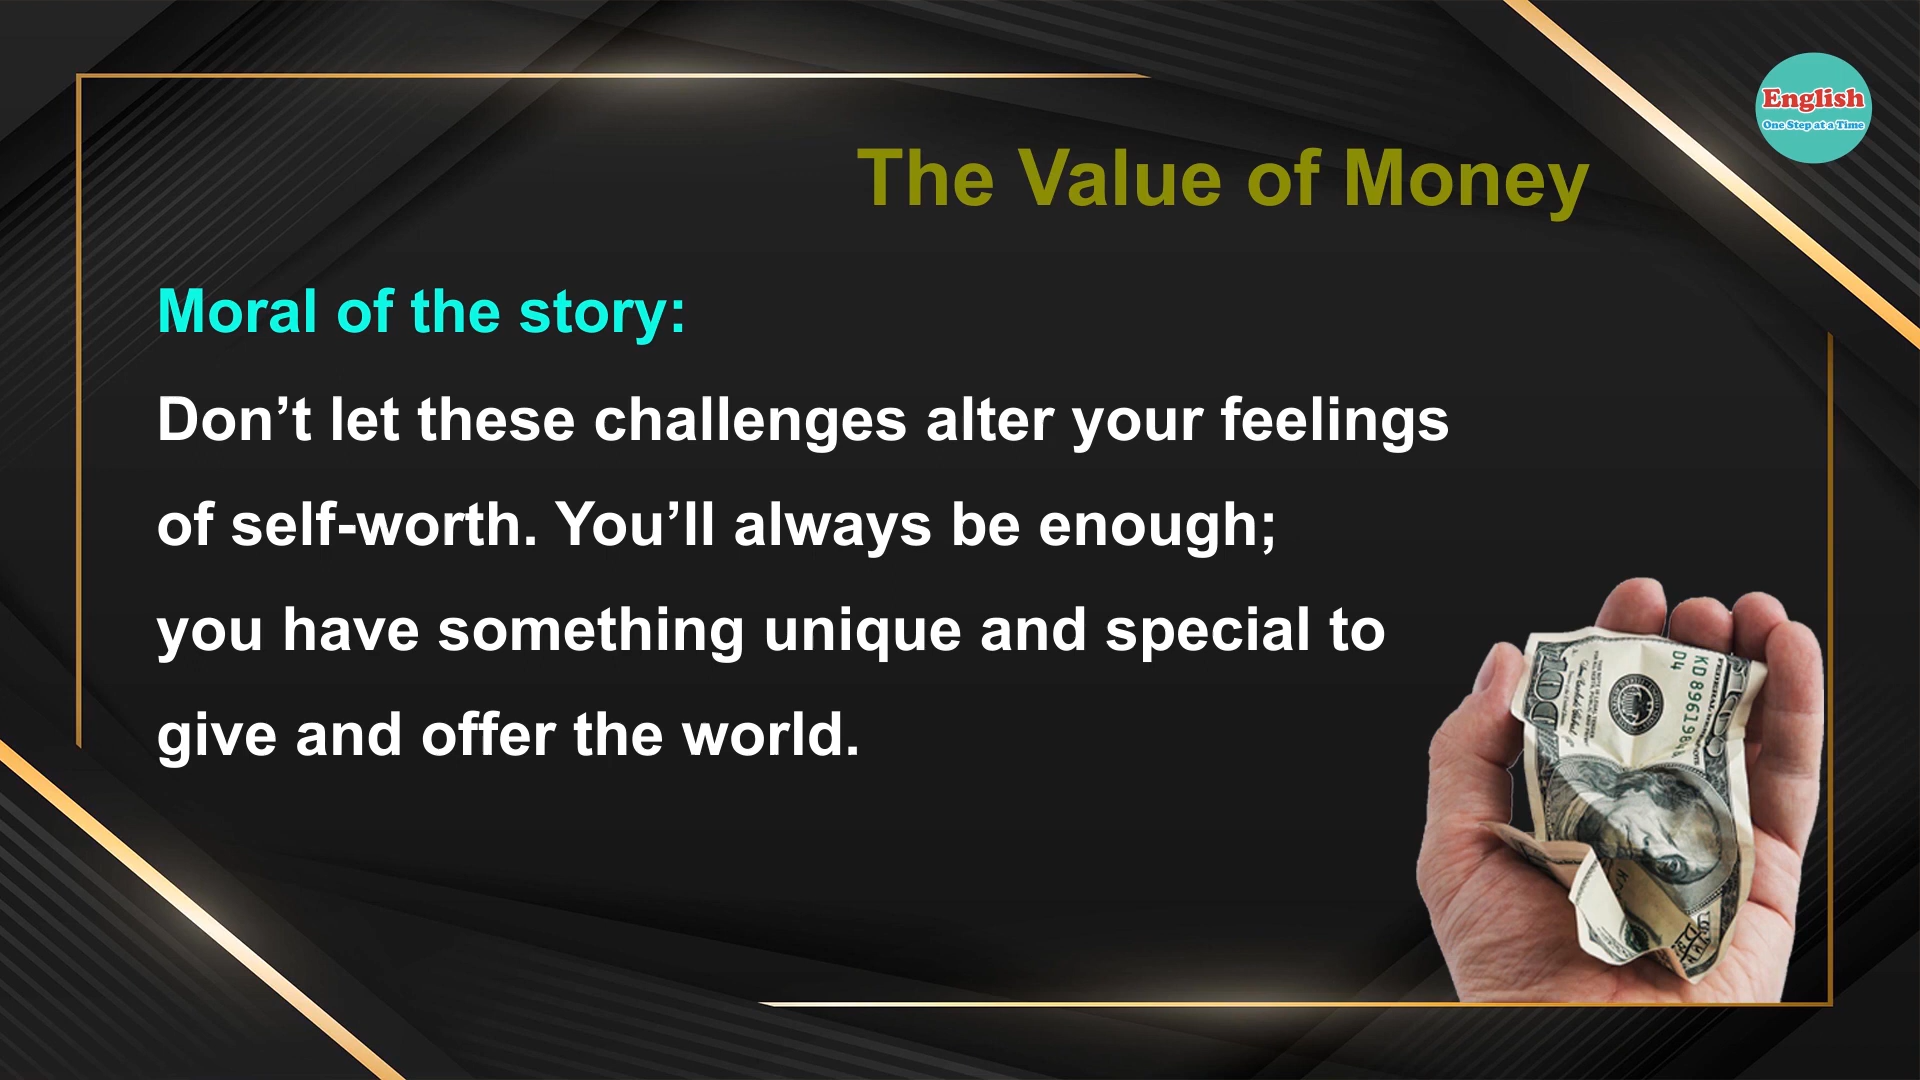 English
One Step at a Time
The Value of Money
Moral of the story:
Don’t let these challenges alter your feelings
of self-worth. You’ll always be enough;
you have something unique and special to
give and offer the world.
100
D4